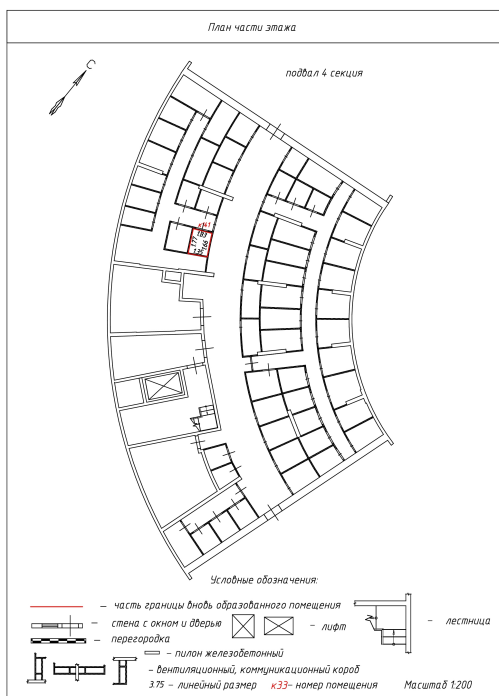 План части этажа
С
подвал 4 секция
к141
Условные обозначения:
– часть границы вновь образованного помещения
– стена с окном и дверью
– лифт
– лестница
– перегородка
– пилон железобетонный
– вентиляционный, коммуникационный короб
3.75 – линейный размер к33– номер помещения Масштаб 1:200